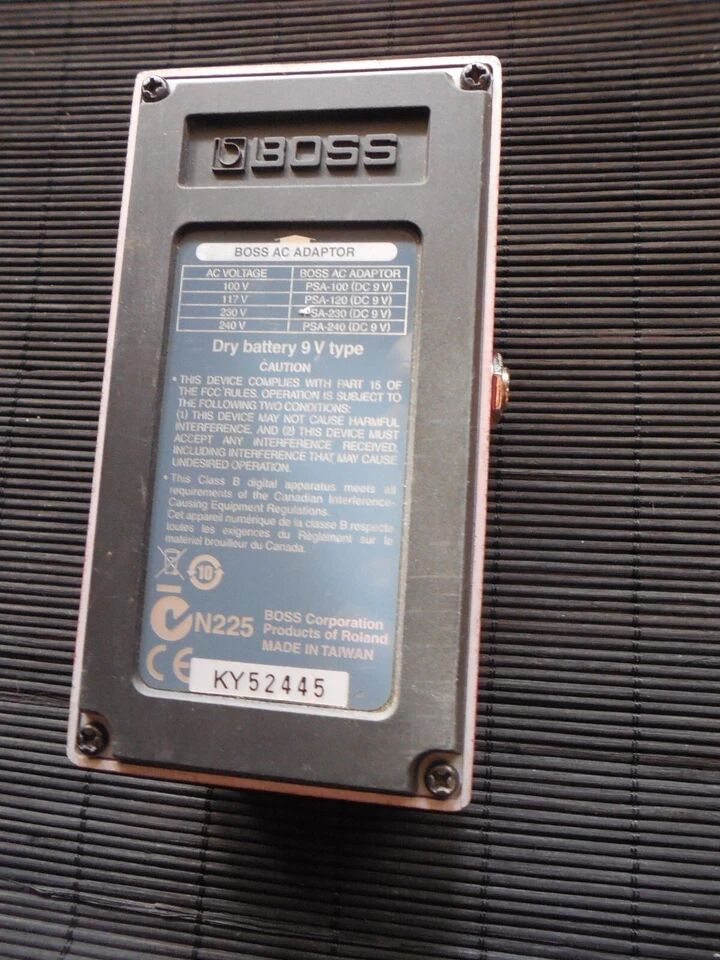 BOSS
BOSS AC ADAPTOR
AC VOLTAGE BOSS AC ADAPTOR
100 V PSA-100 (DC 9 V)
117 V PSA-120 (DC 9 V)
230 V PSA-230 (DC 9 V)
240 V PSA-240 (DC 9 V)
Dry battery 9 V type
CAUTION
• THIS DEVICE COMPLIES WITH PART 15 OF
THE FCC RULES. OPERATION IS SUBJECT TO
THE FOLLOWING TWO CONDITIONS:
(1) THIS DEVICE MAY NOT CAUSE HARMFUL
INTERFERENCE, AND (2) THIS DEVICE MUST
ACCEPT ANY INTERFERENCE RECEIVED,
INCLUDING INTERFERENCE THAT MAY CAUSE
UNDESIRED OPERATION.
• This Class B digital apparatus meets all
requirements of the Canadian Interference-
Causing Equipment Regulations.
Cet appareil numérique de la classe B respecte
toutes les exigences du Règlement sur le
matériel brouilleur du Canada.
10
N225
BOSS Corporation
Products of Roland
MADE IN TAIWAN
CE
KY52445